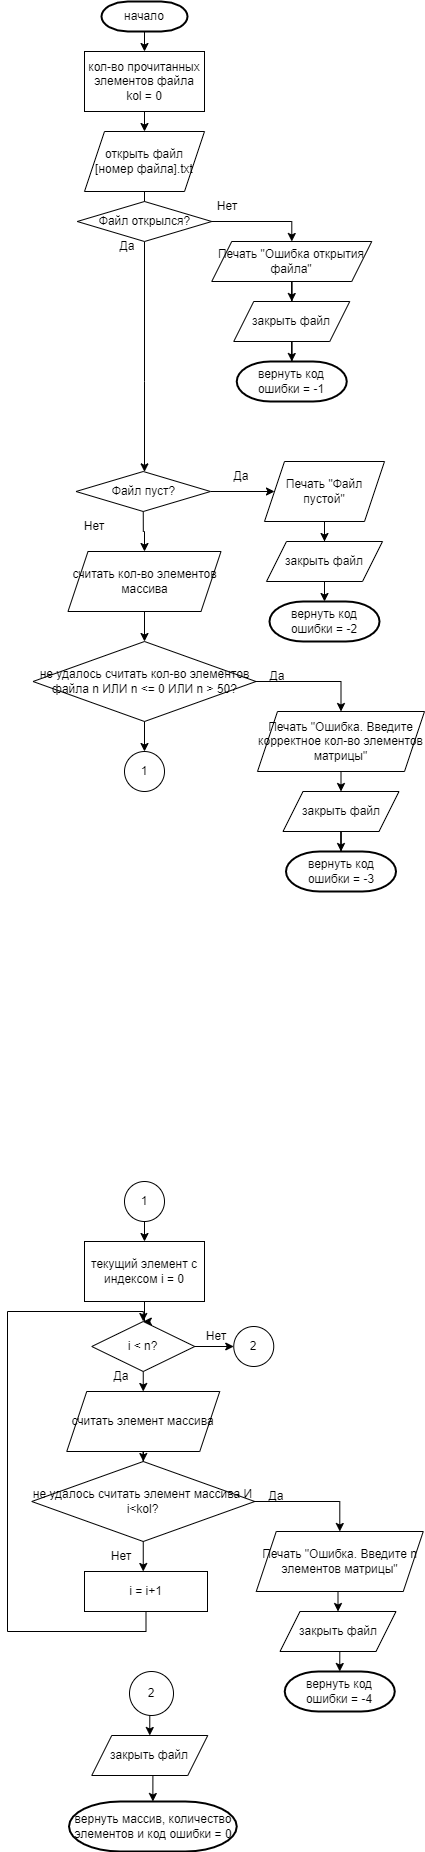 начало
кол-во прочитанных
элементов файла
kol = 0
открыть файл
[номер файла].txt
Файл открылся?
Нет
Да
Печать "Ошибка открытия
файла"
закрыть файл
вернуть код
ошибки = -1
Файл пуст?
Да
Нет
Печать "Файл
пустой"
закрыть файл
вернуть код
ошибки = -2
считать кол-во элементов
массива
не удалось считать кол-во элементов
файла n ИЛИ n <= 0 ИЛИ n > 50?
Да
1
Печать "Ошибка. Введите
корректное кол-во элементов
матрицы"
закрыть файл
вернуть код
ошибки = -3
1
текущий элемент с
индексом i = 0
i < n?
Нет
2
Да
считать элемент массива
не удалось считать элемент массива И
i<kol?
Да
Нет
Печать "Ошибка. Введите n
элементов матрицы"
i = i+1
закрыть файл
вернуть код
ошибки = -4
2
закрыть файл
вернуть массив, количество
элементов и код ошибки = 0